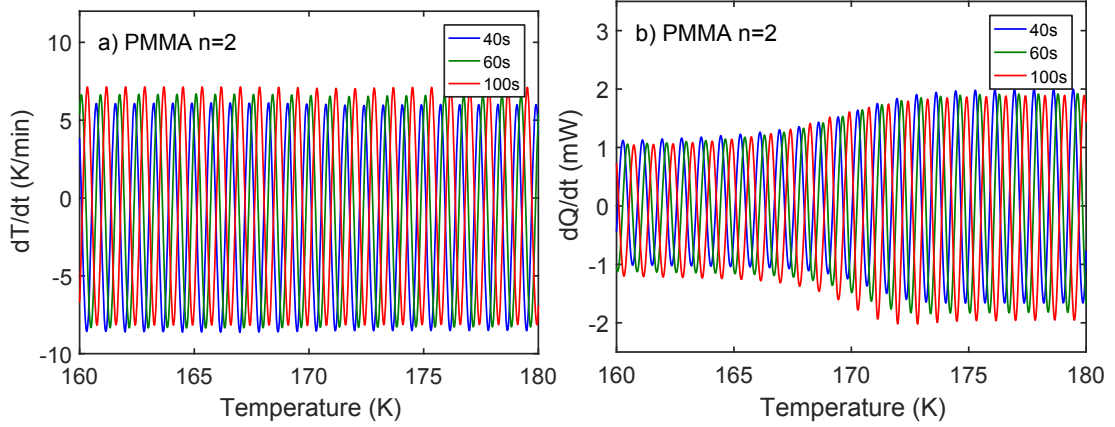 a) PMMA n=2
40s
60s
100s
10
5
0
-5
-10
dT/dt (K/min)
160
165
170
175
180
Temperature (K)
b) PMMA n=2
40s
60s
100s
3
2
1
0
-1
-2
dQ/dt (mW)
160
165
170
175
180
Temperature (K)